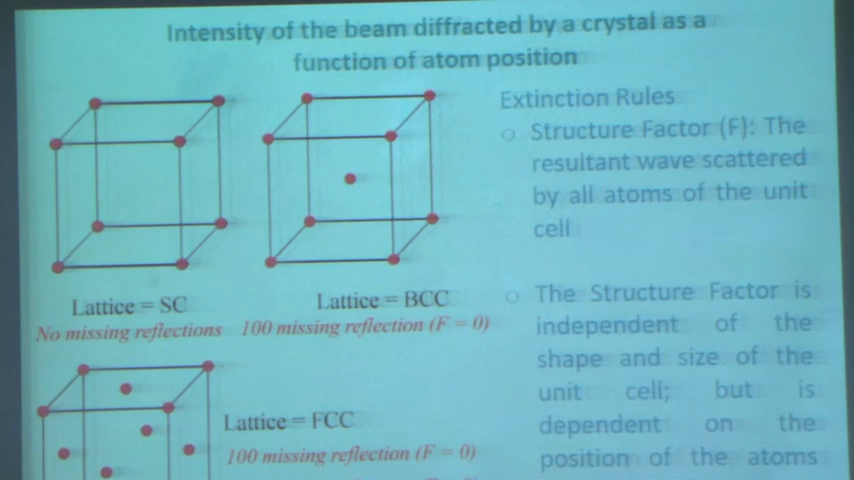 Intensity of the beam diffracted by a crystal as a
function of atom position
Extinction Rules
o Structure Factor (F): The
resultant wave scattered
by all atoms of the unit
cell
Lattice = SC
No missing reflections
Lattice = BCC
100 missing reflection (F = 0)
o The Structure Factor is
independent of the
shape and size of the
unit cell; but is
dependent on the
position of the atoms
Lattice = FCC
100 missing reflection (F = 0)